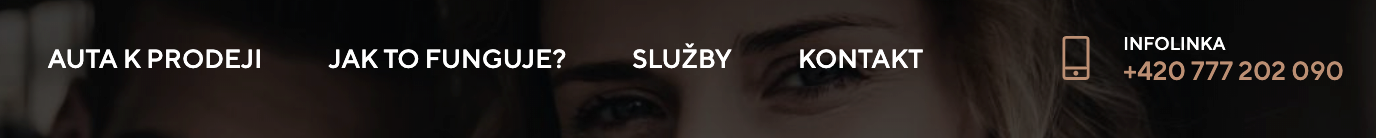 AUTA K PRODEJI JAK TO FUNGUJE? SLUŽBY KONTAKT
INFOLINKA
+420 777 202 090